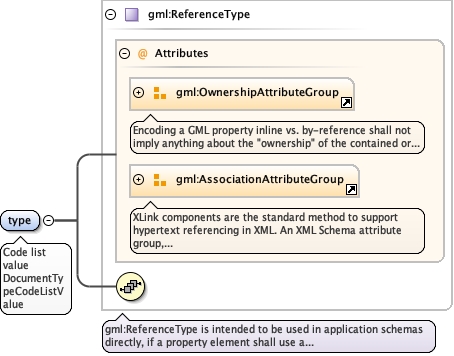 gml:ReferenceType
@ Attributes
gml:OwnershipAttributeGroup
Encoding a GML property inline vs. by-reference shall not
imply anything about the "ownership" of the contained or...
gml:AssociationAttributeGroup
XLink components are the standard method to support
hypertext referencing in XML. An XML Schema attribute
group,...
type
Code list
value
DocumentTy
peCodeListV
alue
gml:ReferenceType is intended to be used in application schemas
directly, if a property element shall use a...